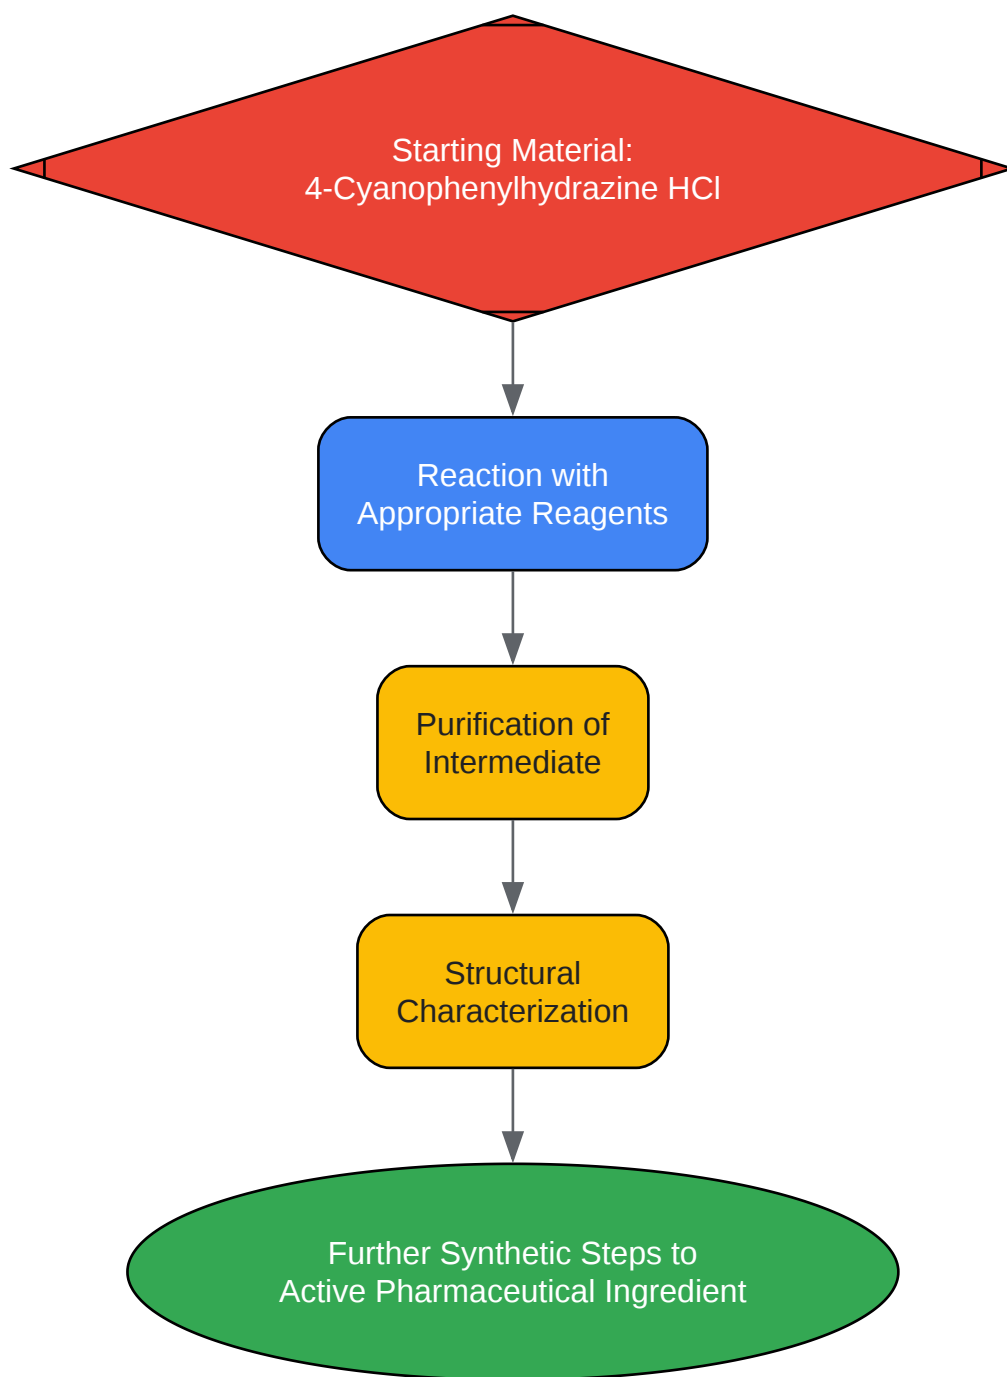 Starting Material:
4-Cyanophenylhydrazine HCl
Reaction with
Appropriate Reagents
Purification of
Intermediate
Structural
Characterization
Further Synthetic Steps to
Active Pharmaceutical Ingredient